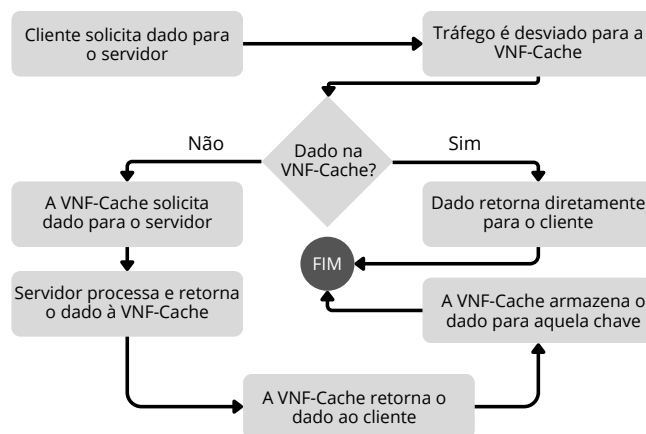 Cliente solicita dado para
o servidor
Tráfego é desviado para a
VNF-Cache
Dado na
VNF-Cache?
Não
Sim
A VNF-Cache solicita
dado para o servidor
Dado retorna diretamente
para o cliente
FIM
Servidor processa e retorna
o dado à VNF-Cache
A VNF-Cache armazena o
dado para aquela chave
A VNF-Cache retorna o
dado ao cliente